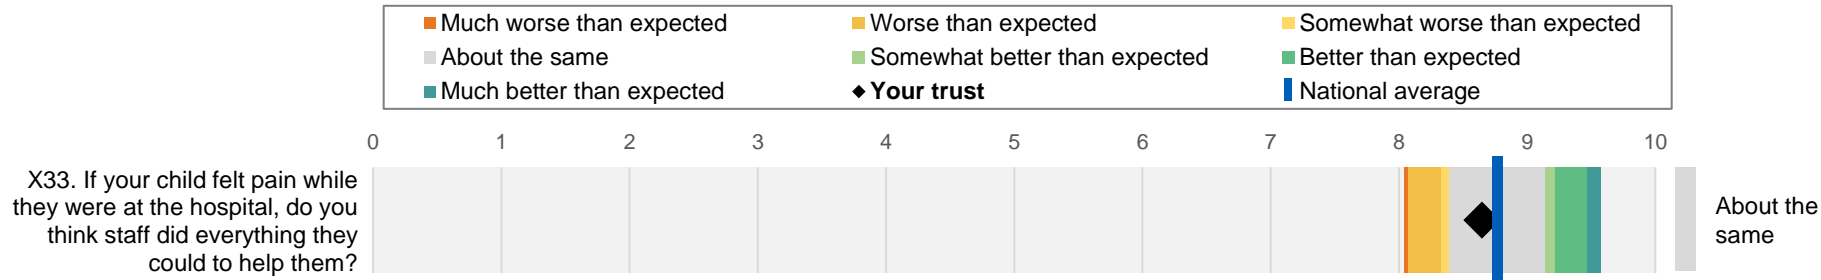 Much worse than expected
Worse than expected
Somewhat worse than expected
About the same
Somewhat better than expected
Better than expected
Much better than expected
Your trust
National average
0 1 2 3 4 5 6 7 8 9 10
X33. If your child felt pain while
they were at the hospital, do you
think staff did everything they
could to help them?
About the
same